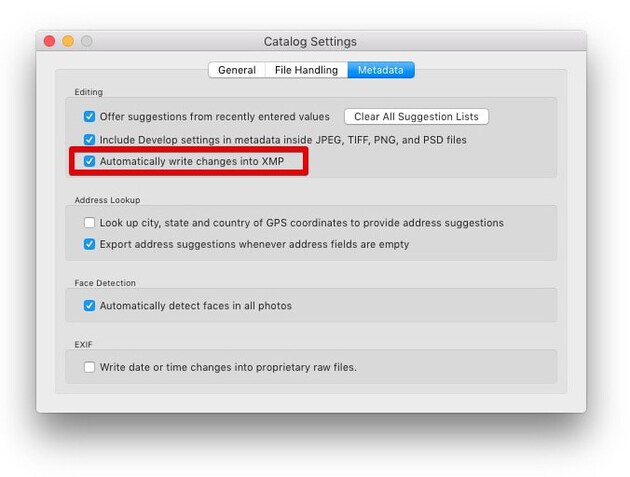 Catalog Settings
General File Handling Metadata
Editing
Offer suggestions from recently entered values Clear All Suggestion Lists
Include Develop settings in metadata inside JPEG, TIFF, PNG, and PSD files
Automatically write changes into XMP
Address Lookup
Look up city, state and country of GPS coordinates to provide address suggestions
Export address suggestions whenever address fields are empty
Face Detection
Automatically detect faces in all photos
EXIF
Write date or time changes into proprietary raw files.